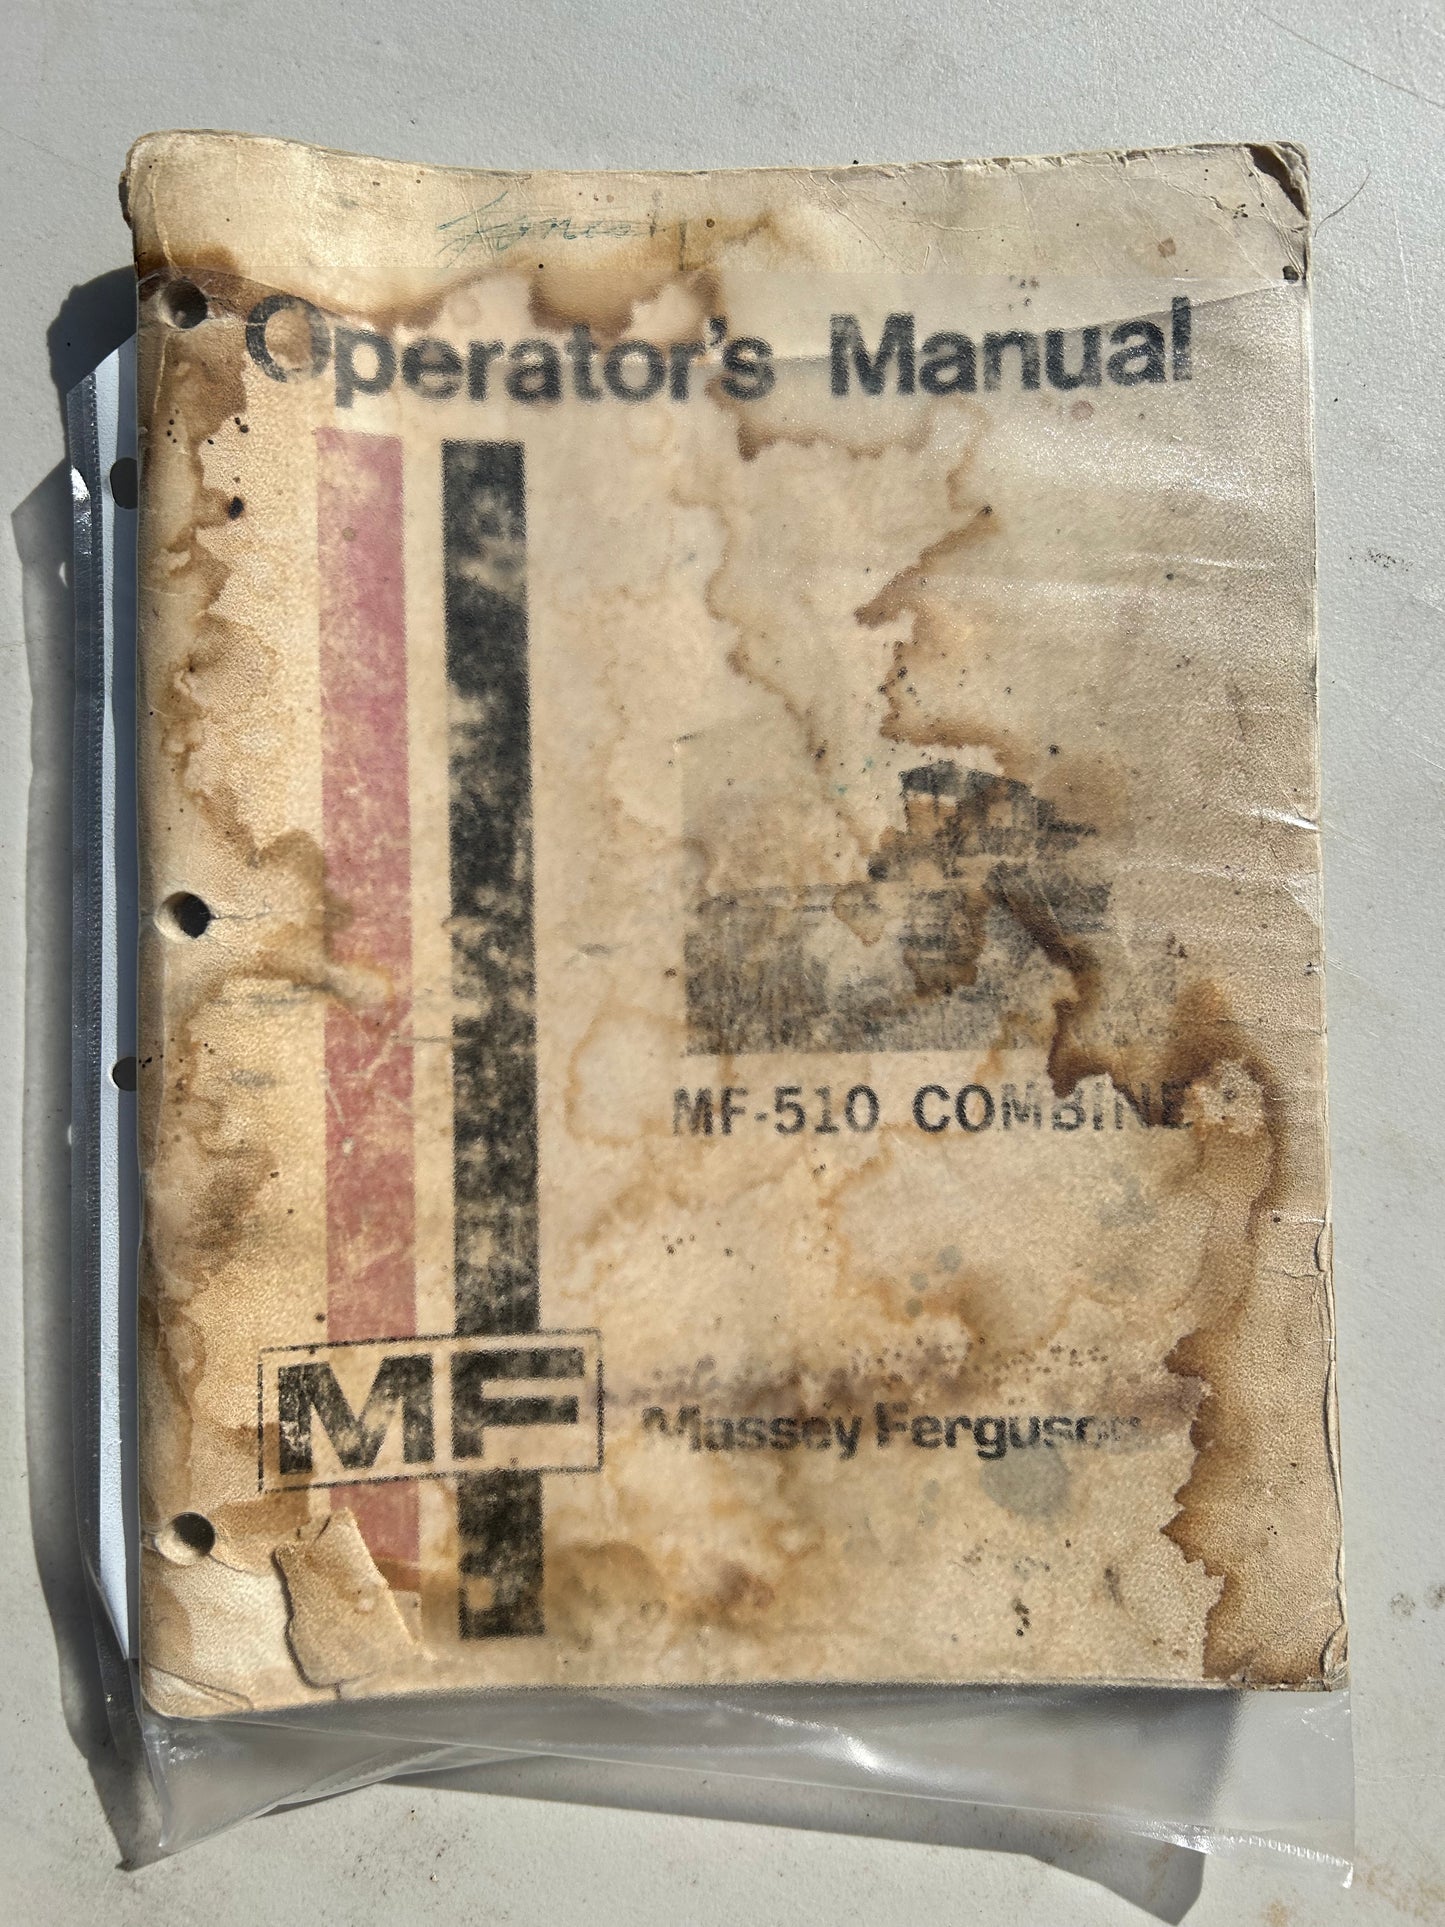 Operator's Manual
MF-510 COMBINE
MF
Massey Ferguson